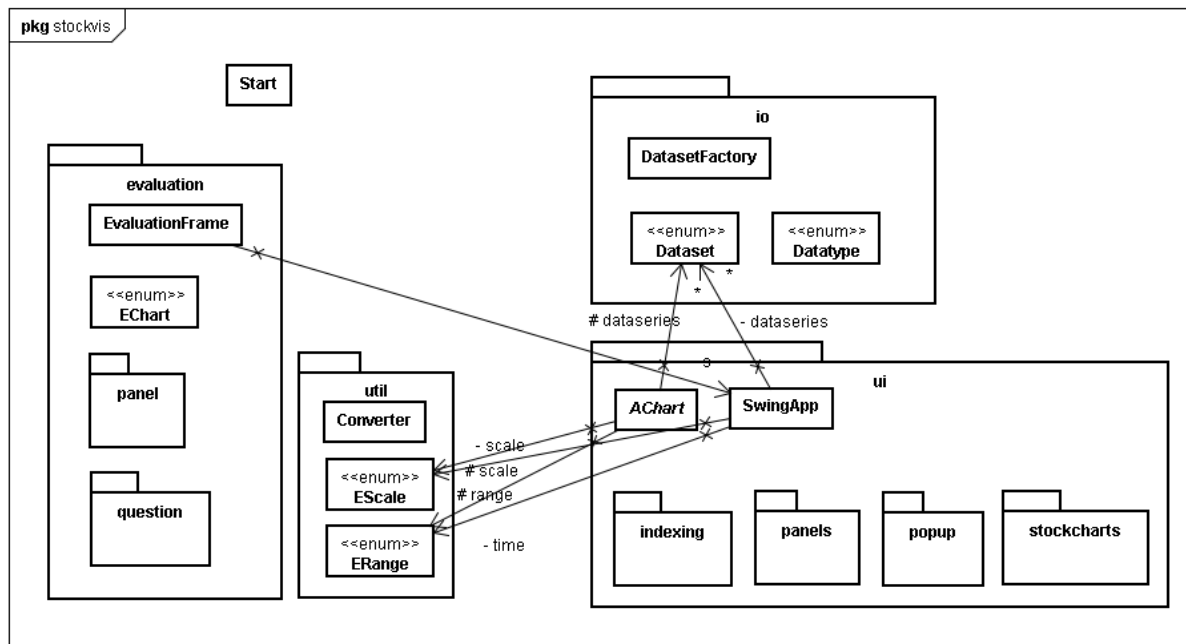 pkg stockvis
Start
io
DatasetFactory
<<enum>>
Dataset
<<enum>>
Datatype
*
*
# dataseries
- dataseries
evaluation
EvaluationFrame
<<enum>>
EChart
panel
question
util
Converter
<<enum>>
EScale
<<enum>>
ERange
- scale
# scale
# range
- time
ui
AChart
SwingApp
indexing
panels
popup
stockcharts